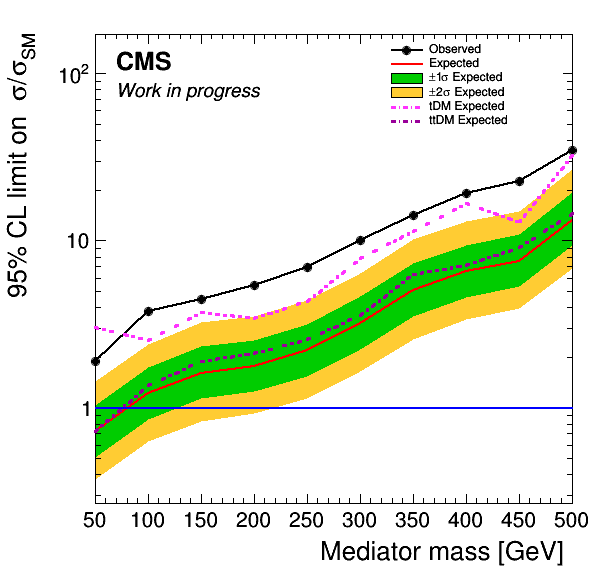 95% CL limit on σ/σSM
CMS
Work in progress
Observed
Expected
±1σ Expected
±2σ Expected
tDM Expected
ttDM Expected
10²
10
1
50 100 150 200 250 300 350 400 450 500
Mediator mass [GeV]